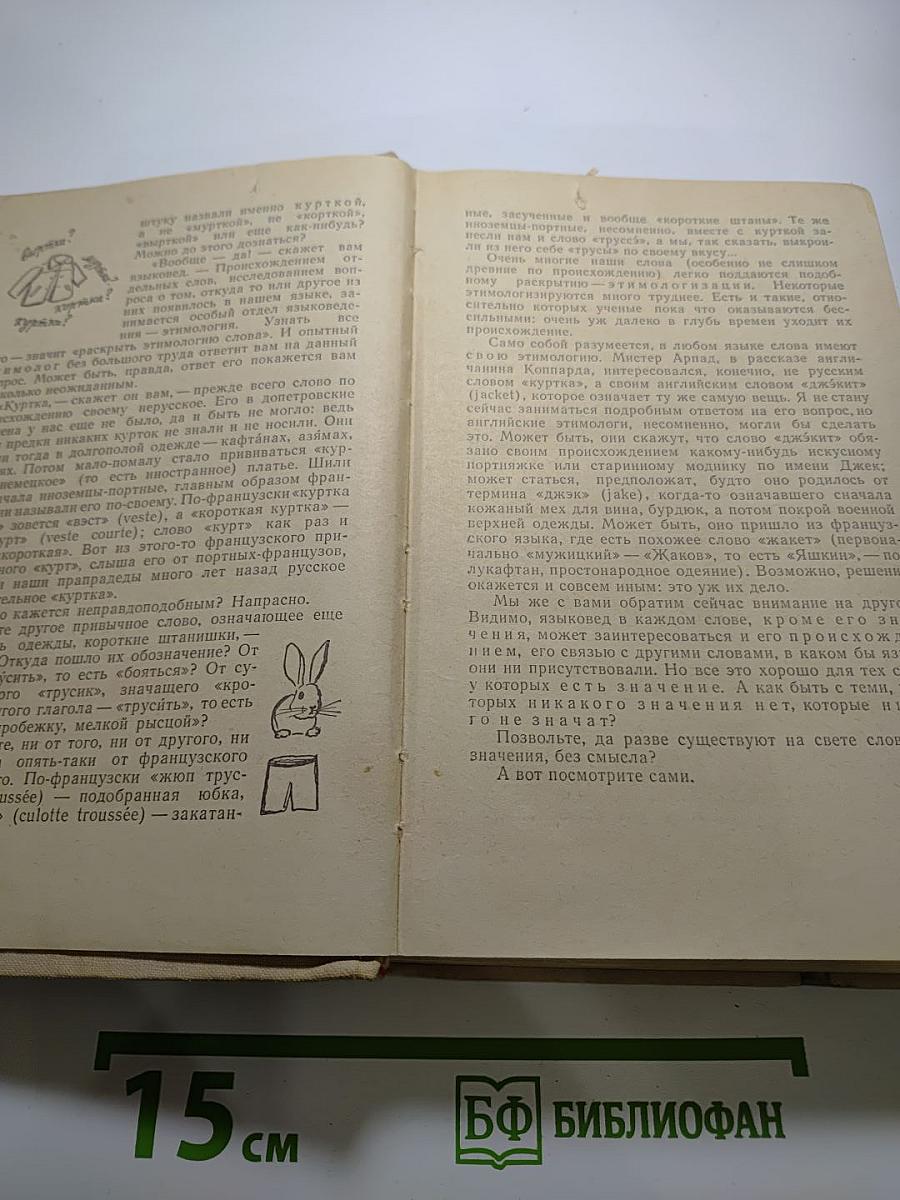 штуку назвали именно курткой,
а не «мурткой», не «корткой»,
«выркой» или еще как-нибудь?
Можно до этого дознаться?
«Вообще — да! — скажет вам
языковед. — Происхождением от-
дельных слов, исследованием воп-
роса о том, откуда то или другое из
них появилось в нашем языке, за-
нимается особый отдел языковеде-
ния — этимология. Узнать все
куртка?
о — значит «раскрыть этимологию слова». И опытный
имолог без большого труда ответит вам на данный
прос. Может быть, правда, ответ его покажется вам
колько неожиданным.
«Куртка, — скажет он вам, — прежде всего слово по
исхождению своему нерусское. Его в допетровские
ена у нас еще не было, да и быть не могло: ведь
предки никаких курток не знали и не носили. Они
и тогда в долгополой одежде — кафта́нах, азя́мах,
ях. Потом мало-помалу стало прививаться «кур-
немецкое» (то есть иностранное) платье. Шили
чала иноземцы-портные, главным образом фран-
ни называли его по-своему. По-французски «куртка
» зовется «вэст» (veste), а «короткая куртка» —
урт» (veste courte); слово «курт» как раз и
«короткая». Вот из этого-то французского при-
ного «курт», слыша его от портных-французов,
и наши прапрадеды много лет назад русское
тельное «куртка».
о кажется неправдоподобным? Напрасно.
те другое привычное слово, означающее еще
ь одежды, короткие штанишки, —
Откуда пошло их обозначение? От
у́сить», то есть «бояться»? От су-
ого «трусик», значащего «кро-
угого глагола — «труси́ть», то есть
робежку, мелкой рысцой»?
те, ни от того, ни от другого, ни
опять-таки от французского
го. По-французски «жюп трус-
ussée) — подобранная юбка,
» (culotte troussée) — закатан-
ные, засученные и вообще «короткие штаны». Те же
иноземцы-портные, несомненно, вместе с курткой за-
несли нам и слово «труссэ́», а мы, так сказать, выкрои-
ли из него себе «трусы» по своему вкусу...
Очень многие наши слова (особенно не слишком
древние по происхождению) легко поддаются подоб-
ному раскрытию — этимологизации. Некоторые
этимологизируются много труднее. Есть и такие, отно-
сительно которых ученые пока что оказываются бес-
сильными: очень уж далеко в глубь времен уходит их
происхождение.
Само собой разумеется, в любом языке слова имеют
свою этимологию. Мистер Арпад, в рассказе англи-
чанина Коппарда, интересовался, конечно, не русским
словом «куртка», а своим английским словом «джэ́кит»
(jacket), которое означает ту же самую вещь. Я не стану
сейчас заниматься подробным ответом на его вопрос, но
английские этимологи, несомненно, могли бы сделать
это. Может быть, они скажут, что слово «джэ́кит» обя-
зано своим происхождением какому-нибудь искусному
портняжке или старинному моднику по имени Джек;
может статься, предположат, будто оно родилось от
термина «джэк» (jake), когда-то означавшего сначала
кожаный мех для вина, бурдюк, а потом покрой военной
верхней одежды. Может быть, оно пришло из француз-
ского языка, где есть похожее слово «жакет» (первона-
чально «мужицкий» — «Жаков», то есть «Яшкин», — по
лукафтан, простонародное одеяние). Возможно, решени
окажется и совсем иным: это уж их дело.
Мы же с вами обратим сейчас внимание на друго
Видимо, языковед в каждом слове, кроме его зн
чения, может заинтересоваться и его происхожд
нием, его связью с другими словами, в каком бы яз
они ни присутствовали. Но все это хорошо для тех с
у которых есть значение. А как быть с теми,
торых никакого значения нет, которые ни
го не значат?
Позвольте, да разве существуют на свете слов
значения, без смысла?
А вот посмотрите сами.
15 см
БФ БИБЛИОФАН